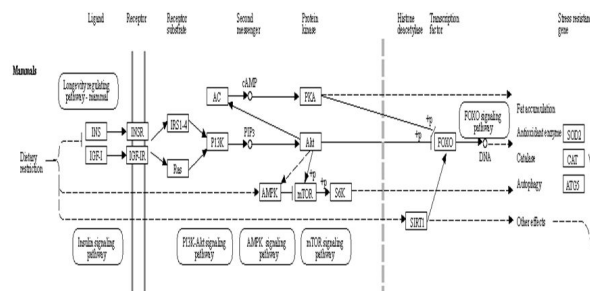 Ligand
Receptor
Receptor
substrate
Second
messenger
Protein
kinase
Histone
deacetylase
Transcription
factor
Stress resistan
gene
Mammals
Longevity regulating
pathway - mammal
AC
cAMP
PKA
Fat accumulation
FOXO signaling
pathway
INS
INSR
IRS1-4
PI3K
PIP3
Akt
+p
+p
FOXO
DNA
Antioxidant enzyme
SOD2
IGF-1
IGF-IR
Ras
Catalase
CAT
Dietary
restriction
AMPK
+p
mTOR
+p
S6K
Autophagy
ATG5
SIRT1
Other effects
Insulin signaling
pathway
PI3K-Akt signaling
pathway
AMPK signaling
pathway
mTOR signaling
pathway